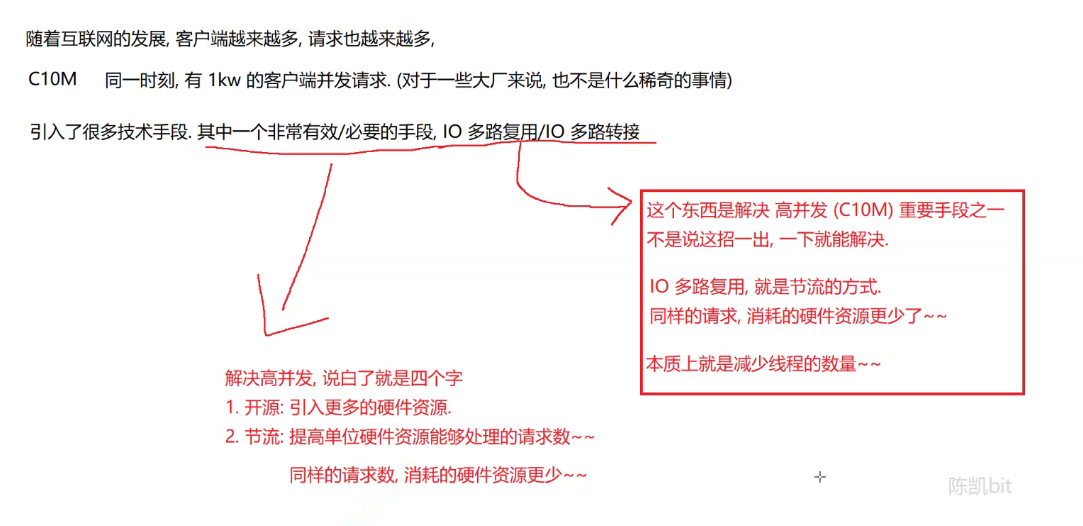 随着互联网的发展, 客户端越来越多, 请求也越来越多,
C10M 同一时刻, 有 1kw 的客户端并发请求. (对于一些大厂来说, 也不是什么稀奇的事情)
引入了很多技术手段. 其中一个非常有效/必要的手段, IO 多路复用/IO 多路转接
这个东西是解决 高并发 (C10M) 重要手段之一
不是说这招一出, 一下就能解决.
IO 多路复用, 就是节流的方式.
同样的请求, 消耗的硬件资源更少了~~
本质上就是减少线程的数量~~
解决高并发, 说白了就是四个字
1. 开源: 引入更多的硬件资源.
2. 节流: 提高单位硬件资源能够处理的请求数~~
同样的请求数, 消耗的硬件资源更少~~
陈凯bit